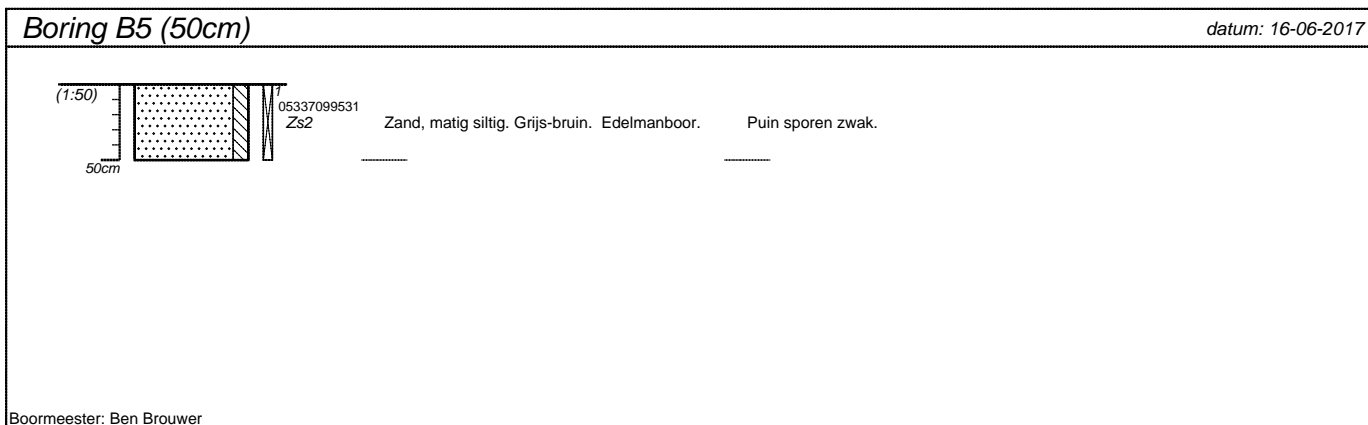 Boring B5 (50cm) datum: 16-06-2017
(1:50) 1
05337099531
Zs2 Zand, matig siltig. Grijs-bruin. Edelmanboor. Puin sporen zwak.
50cm
Boormeester: Ben Brouwer